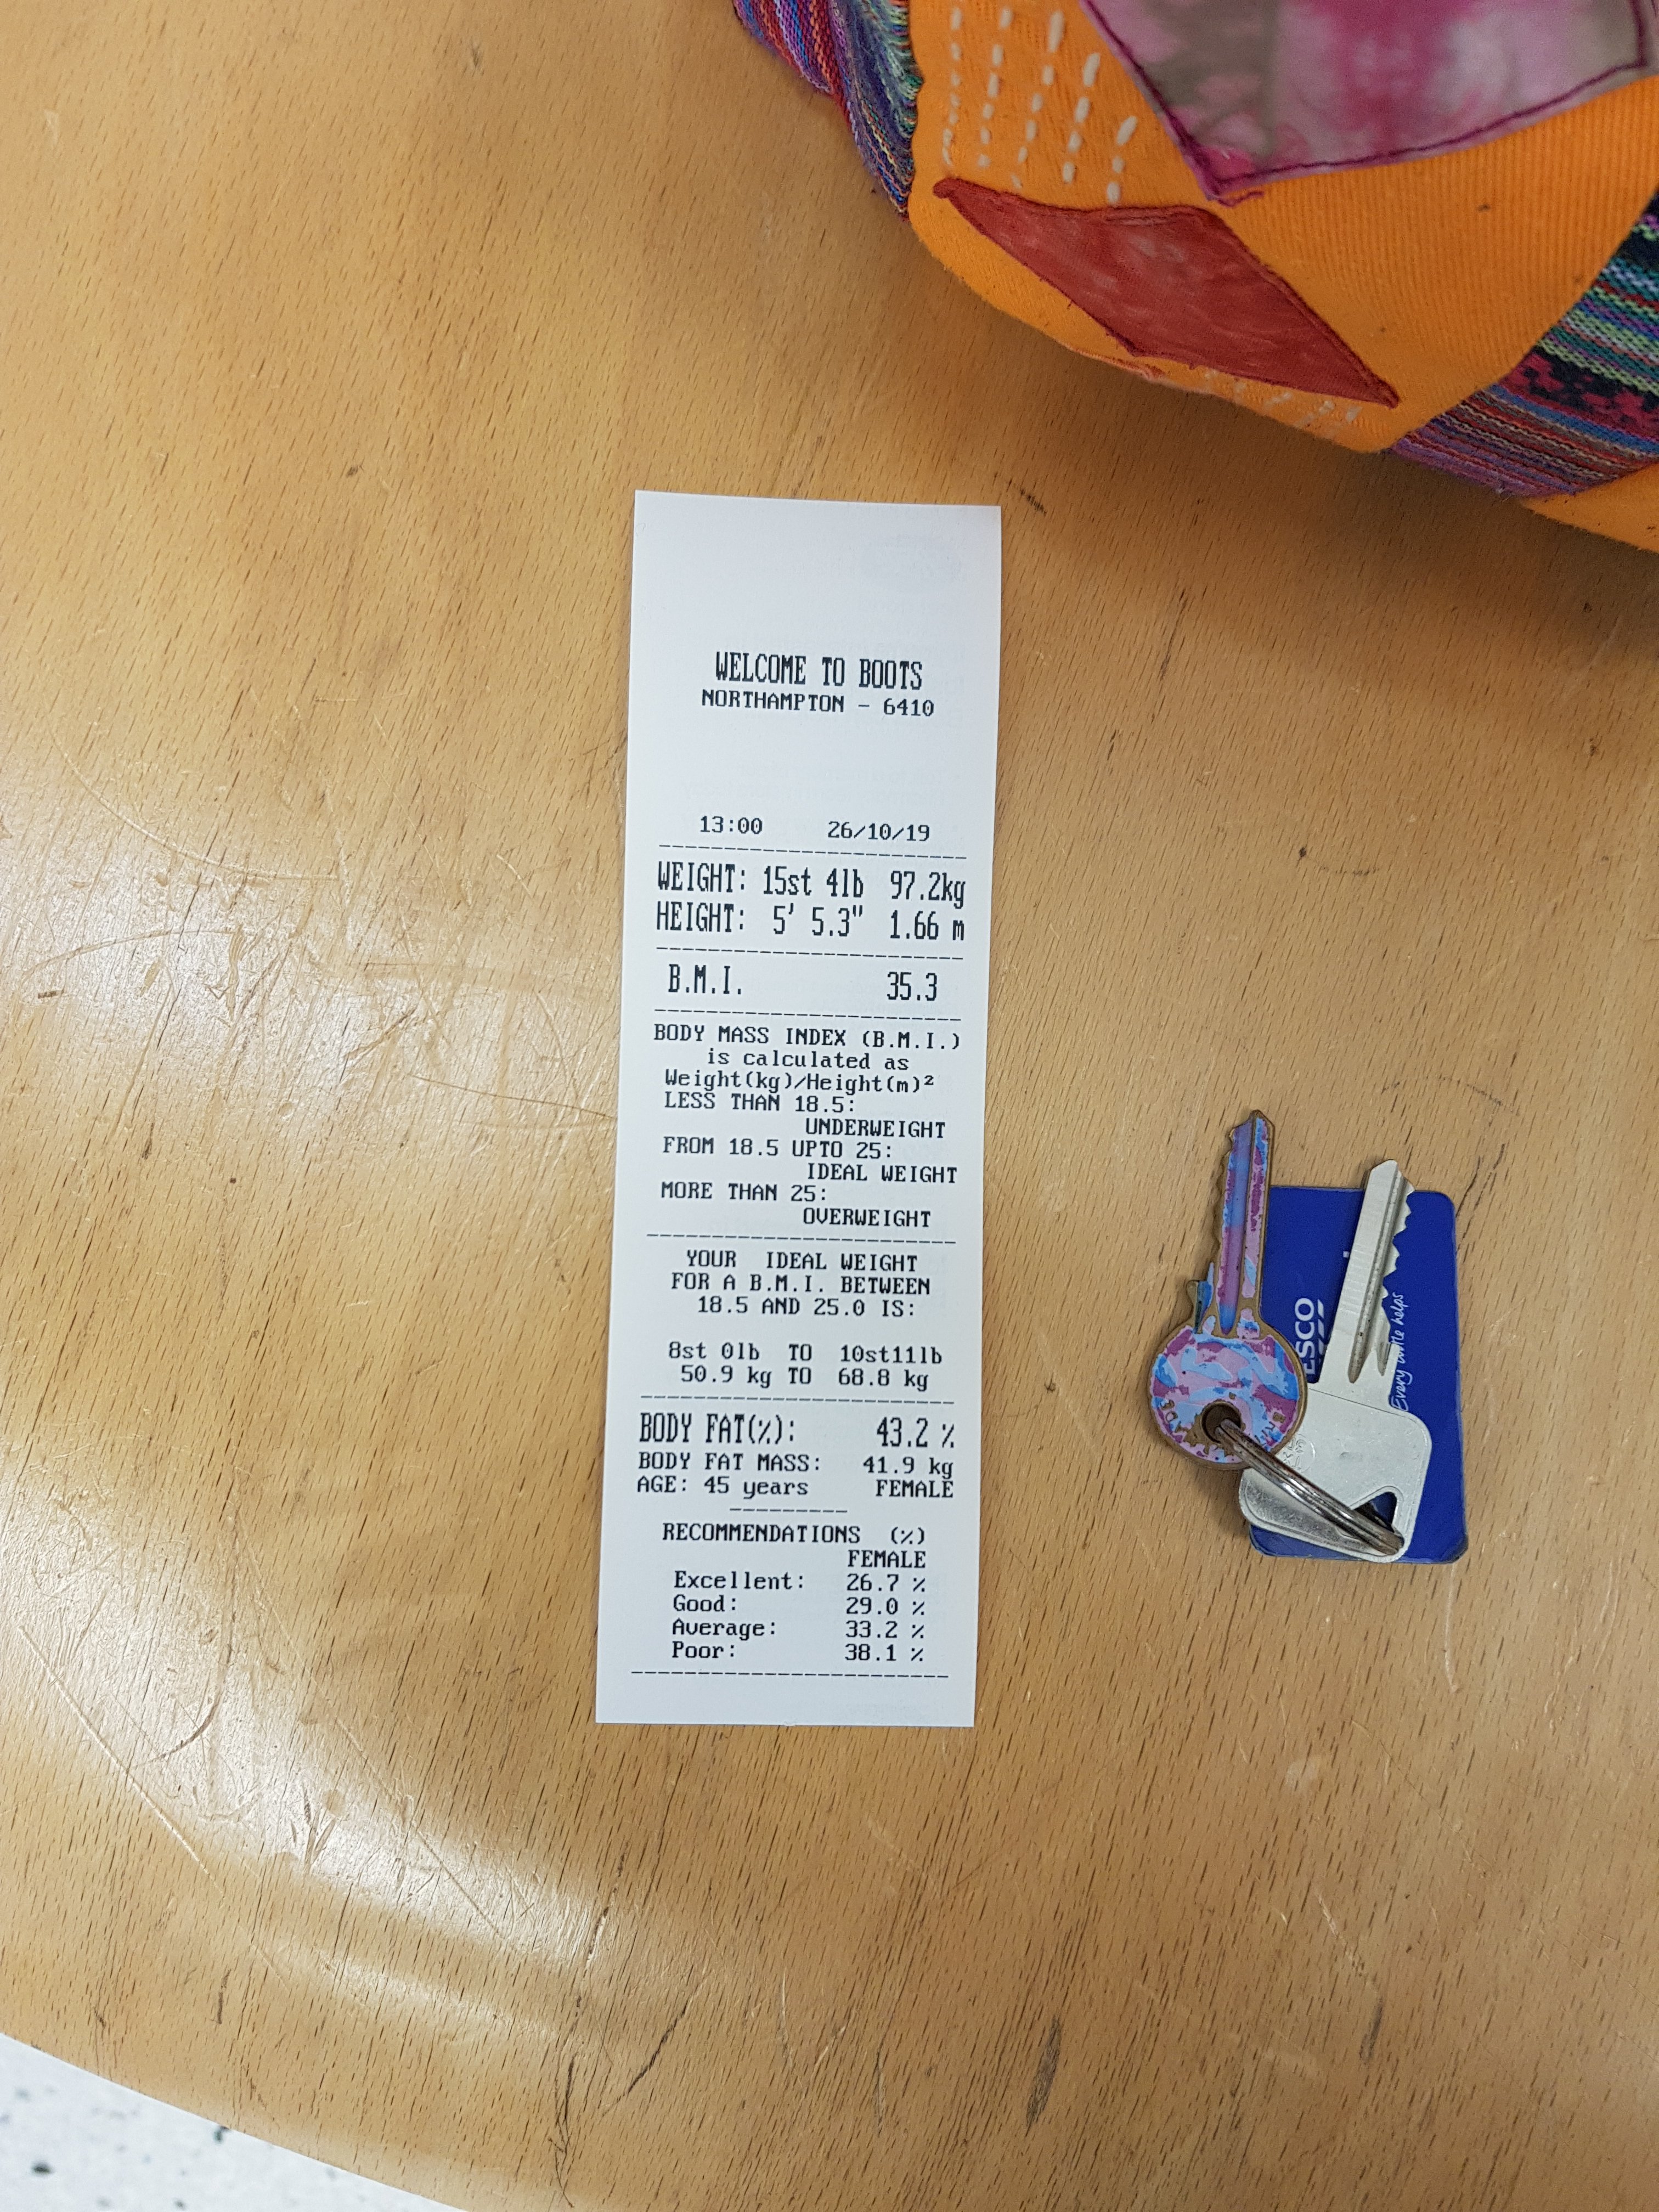 WELCOME TO BOOTS
NORTHAMPTON - 6410
13:00 26/10/19
WEIGHT: 15st 4lb 97.2kg
HEIGHT: 5' 5.3" 1.66 m
B.M.I. 35.3
BODY MASS INDEX (B.M.I.)
is calculated as
Weight(kg)/Height(m)²
LESS THAN 18.5:
UNDERWEIGHT
FROM 18.5 UPTO 25:
IDEAL WEIGHT
MORE THAN 25:
OVERWEIGHT
YOUR IDEAL WEIGHT
FOR A B.M.I. BETWEEN
18.5 AND 25.0 IS:
8st 0lb TO 10st11lb
50.9 kg TO 68.8 kg
BODY FAT(%): 43.2 %
BODY FAT MASS: 41.9 kg
AGE: 45 years FEMALE
RECOMMENDATIONS (%)
FEMALE
Excellent: 26.7 %
Good: 29.0 %
Average: 33.2 %
Poor: 38.1 %
ESCO
Every little helps